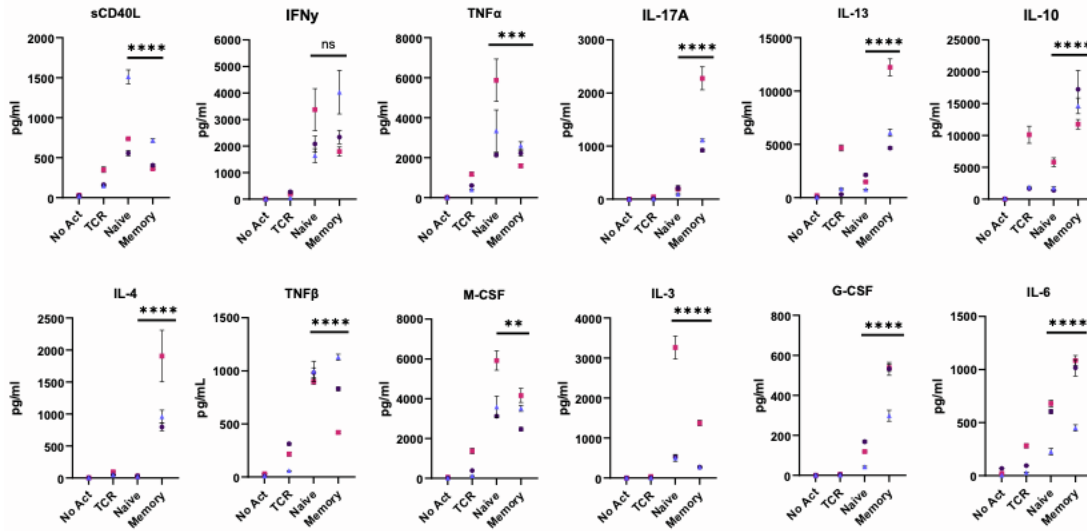 sCD40L
2000
1500
1000
500
0
pg/ml
****
No Act
TCR
Naive
Memory
IFNy
6000
5000
4000
3000
2000
1000
0
pg/ml
ns
No Act
TCR
Naive
Memory
TNFα
8000
6000
4000
2000
0
pg/ml
***
No Act
TCR
Naive
Memory
IL-17A
3000
2000
1000
0
pg/ml
****
No Act
TCR
Naive
Memory
IL-13
15000
10000
5000
0
pg/ml
****
No Act
TCR
Naive
Memory
IL-10
25000
20000
15000
10000
5000
0
pg/ml
****
No Act
TCR
Naive
Memory
IL-4
2500
2000
1500
1000
500
0
pg/ml
****
No Act
TCR
Naive
Memory
TNFβ
1500
1000
500
0
pg/mL
****
No Act
TCR
Naive
Memory
M-CSF
8000
6000
4000
2000
0
pg/ml
**
No Act
TCR
Naive
Memory
IL-3
4000
3000
2000
1000
0
pg/ml
****
No Act
TCR
Naive
Memory
G-CSF
800
600
400
200
0
pg/ml
****
No Act
TCR
Naive
Memory
IL-6
1500
1000
500
0
pg/ml
****
No Act
TCR
Naive
Memory